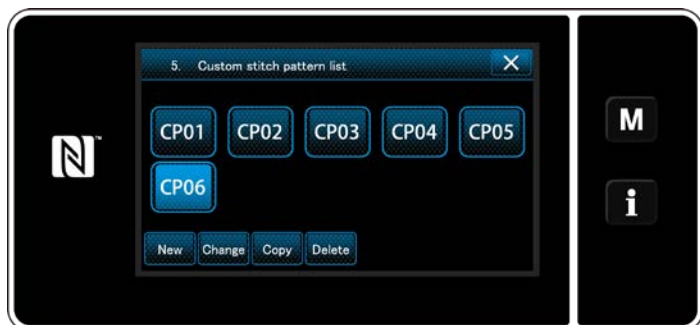 5. Custom stitch pattern list
CP01 CP02 CP03 CP04 CP05
CP06
New Change Copy Delete
M
i
N